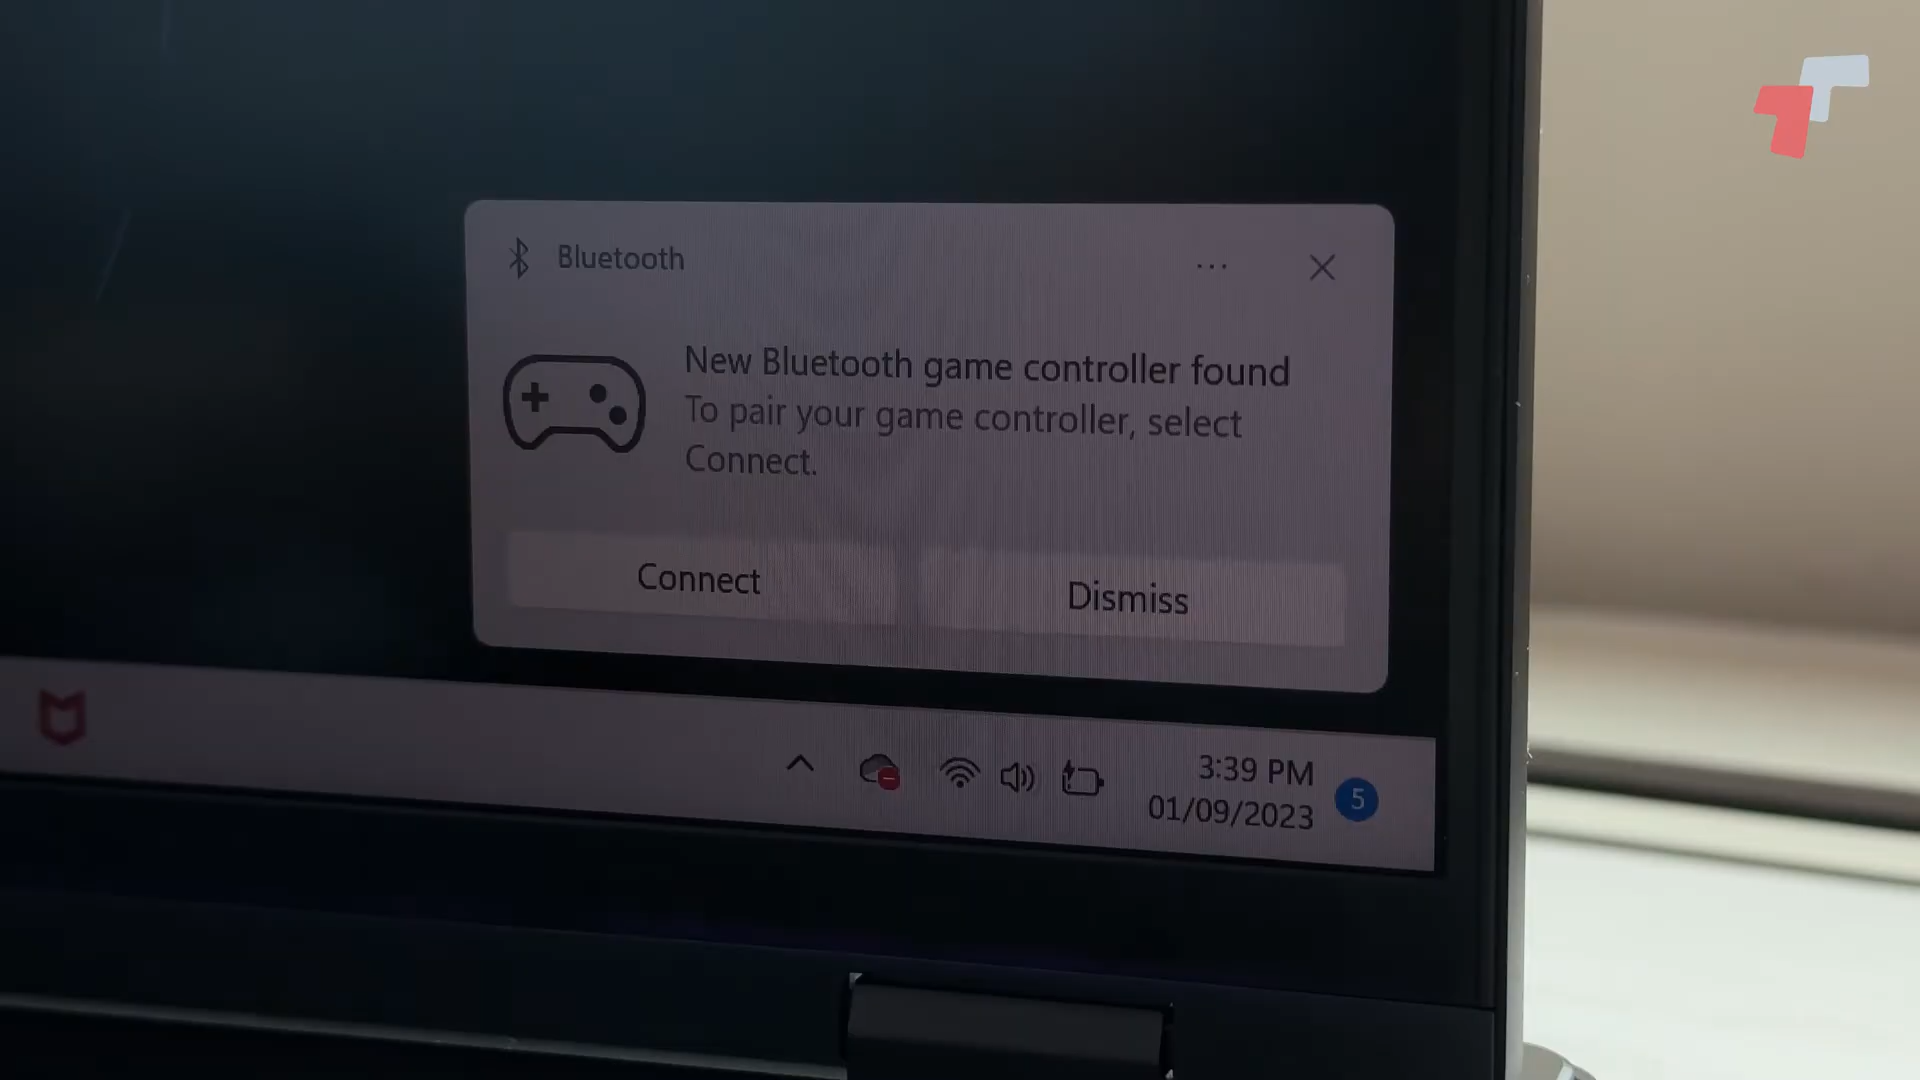 Bluetooth
New Bluetooth game controller found
To pair your game controller, select
Connect.
Connect
Dismiss
3:39 PM
01/09/2023
5